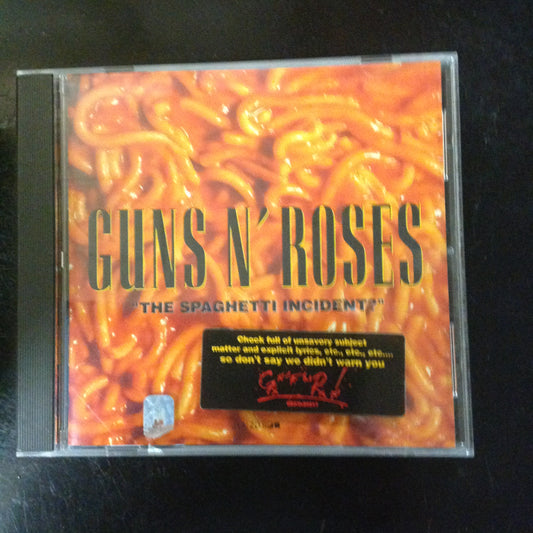 GUNS N' ROSES
"THE SPAGHETTI INCIDENT?"
Chock full of unsavory subject
matter and explicit lyrics, etc., etc., etc....
so don't say we didn't warn you